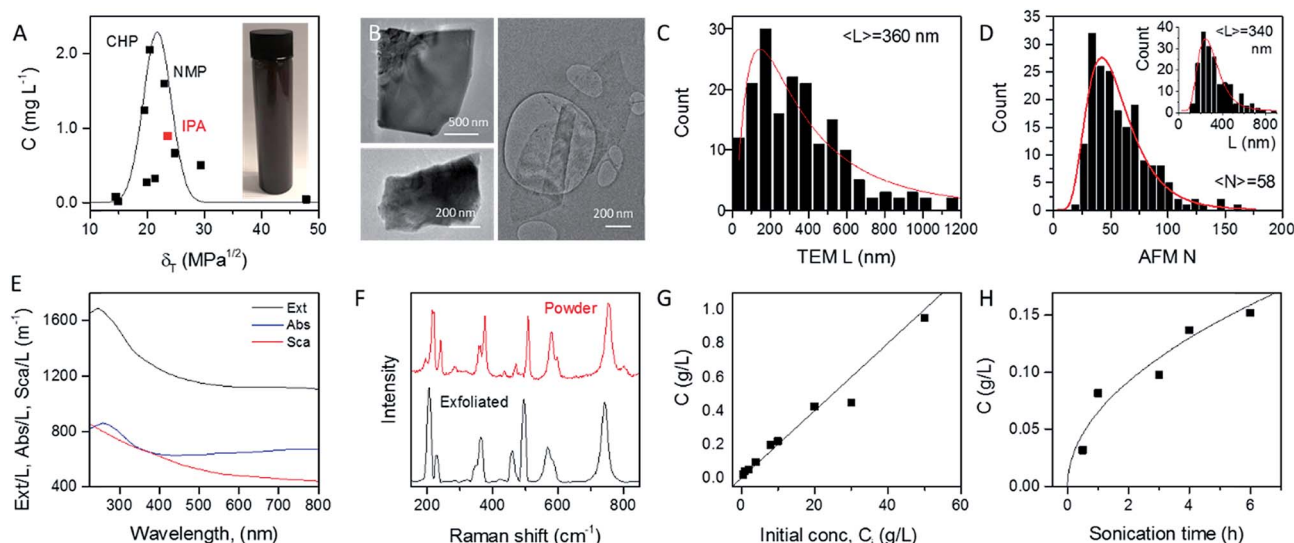 A
C (mg L⁻¹)
2.0
1.0
0.0
CHP
NMP
IPA
10 20 30 40 50
δT (MPa1/2)
B
500 nm
200 nm
200 nm
C
Count
30
20
10
0
<L>=360 nm
0 200 400 600 800 1000 1200
TEM L (nm)
D
Count
35
30
25
20
15
10
5
0
<N>=58
0 50 100 150 200
AFM N
Count
40
30
20
10
0
<L>=340
nm
0 400 800
L (nm)
E
Ext/L, Abs/L, Sca/L (m⁻¹)
1600
1200
800
400
Ext
Abs
Sca
300 400 500 600 700 800
Wavelength, (nm)
F
Intensity
Powder
Exfoliated
200 400 600 800
Raman shift (cm⁻¹)
G
C (g/L)
1.0
0.8
0.6
0.4
0.2
0.0
0 10 20 30 40 50 60
Initial conc, Ci (g/L)
H
C (g/L)
0.15
0.10
0.05
0.00
0 3 6
Sonication time (h)